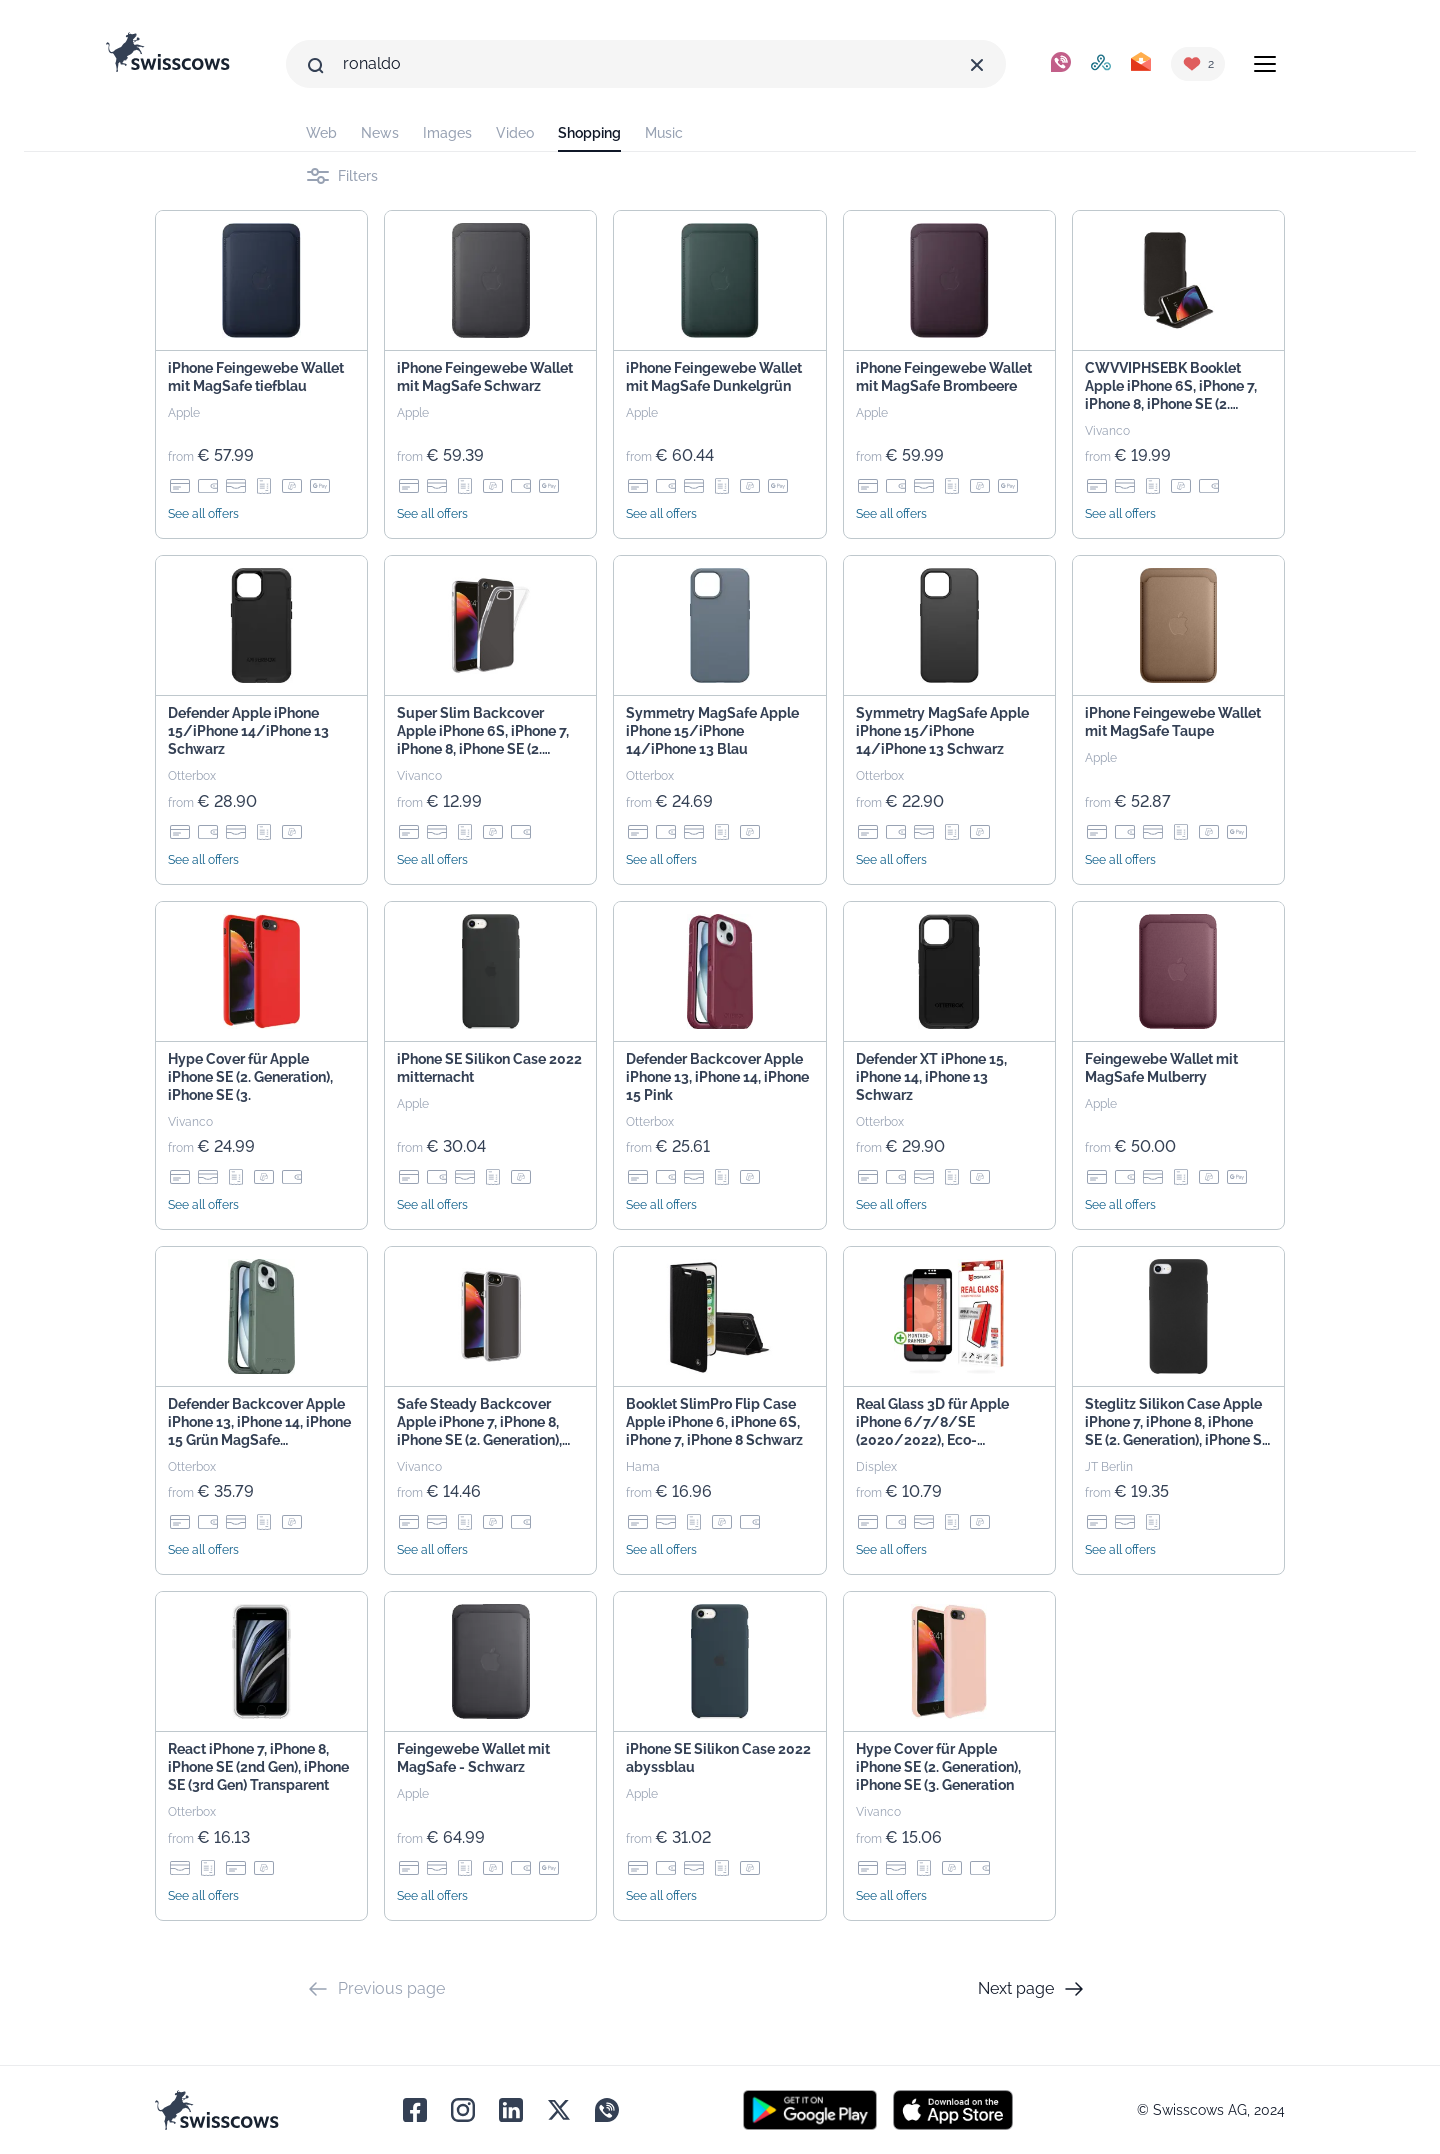 swisscows
ronaldo
2
Web News Images Video Shopping Music
Filters
iPhone Feingewebe Wallet
mit MagSafe tiefblau
Apple
from € 57.99
See all offers
iPhone Feingewebe Wallet
mit MagSafe Schwarz
Apple
from € 59.39
See all offers
iPhone Feingewebe Wallet
mit MagSafe Dunkelgrün
Apple
from € 60.44
See all offers
iPhone Feingewebe Wallet
mit MagSafe Brombeere
Apple
from € 59.99
See all offers
CWVVIPHSEBK Booklet
Apple iPhone 6S, iPhone 7,
iPhone 8, iPhone SE (2.…
Vivanco
from € 19.99
See all offers
Defender Apple iPhone
15/iPhone 14/iPhone 13
Schwarz
Otterbox
from € 28.90
See all offers
Super Slim Backcover
Apple iPhone 6S, iPhone 7,
iPhone 8, iPhone SE (2.…
Vivanco
from € 12.99
See all offers
Symmetry MagSafe Apple
iPhone 15/iPhone
14/iPhone 13 Blau
Otterbox
from € 24.69
See all offers
Symmetry MagSafe Apple
iPhone 15/iPhone
14/iPhone 13 Schwarz
Otterbox
from € 22.90
See all offers
iPhone Feingewebe Wallet
mit MagSafe Taupe
Apple
from € 52.87
See all offers
Hype Cover für Apple
iPhone SE (2. Generation),
iPhone SE (3.
Vivanco
from € 24.99
See all offers
iPhone SE Silikon Case 2022
mitternacht
Apple
from € 30.04
See all offers
Defender Backcover Apple
iPhone 13, iPhone 14, iPhone
15 Pink
Otterbox
from € 25.61
See all offers
Defender XT iPhone 15,
iPhone 14, iPhone 13
Schwarz
Otterbox
from € 29.90
See all offers
Feingewebe Wallet mit
MagSafe Mulberry
Apple
from € 50.00
See all offers
Defender Backcover Apple
iPhone 13, iPhone 14, iPhone
15 Grün MagSafe…
Otterbox
from € 35.79
See all offers
Safe Steady Backcover
Apple iPhone 7, iPhone 8,
iPhone SE (2. Generation),…
Vivanco
from € 14.46
See all offers
Booklet SlimPro Flip Case
Apple iPhone 6, iPhone 6S,
iPhone 7, iPhone 8 Schwarz
Hama
from € 16.96
See all offers
DISPLEX
REAL GLASS
MONTAGE-
RAHMEN
Real Glass 3D für Apple
iPhone 6/7/8/SE
(2020/2022), Eco-…
Displex
from € 10.79
See all offers
Steglitz Silikon Case Apple
iPhone 7, iPhone 8, iPhone
SE (2. Generation), iPhone S…
JT Berlin
from € 19.35
See all offers
React iPhone 7, iPhone 8,
iPhone SE (2nd Gen), iPhone
SE (3rd Gen) Transparent
Otterbox
from € 16.13
See all offers
Feingewebe Wallet mit
MagSafe - Schwarz
Apple
from € 64.99
See all offers
iPhone SE Silikon Case 2022
abyssblau
Apple
from € 31.02
See all offers
Hype Cover für Apple
iPhone SE (2. Generation),
iPhone SE (3. Generation
Vivanco
from € 15.06
See all offers
Previous page
Next page
swisscows
GET IT ON
Google Play
Download on the
App Store
© Swisscows AG, 2024